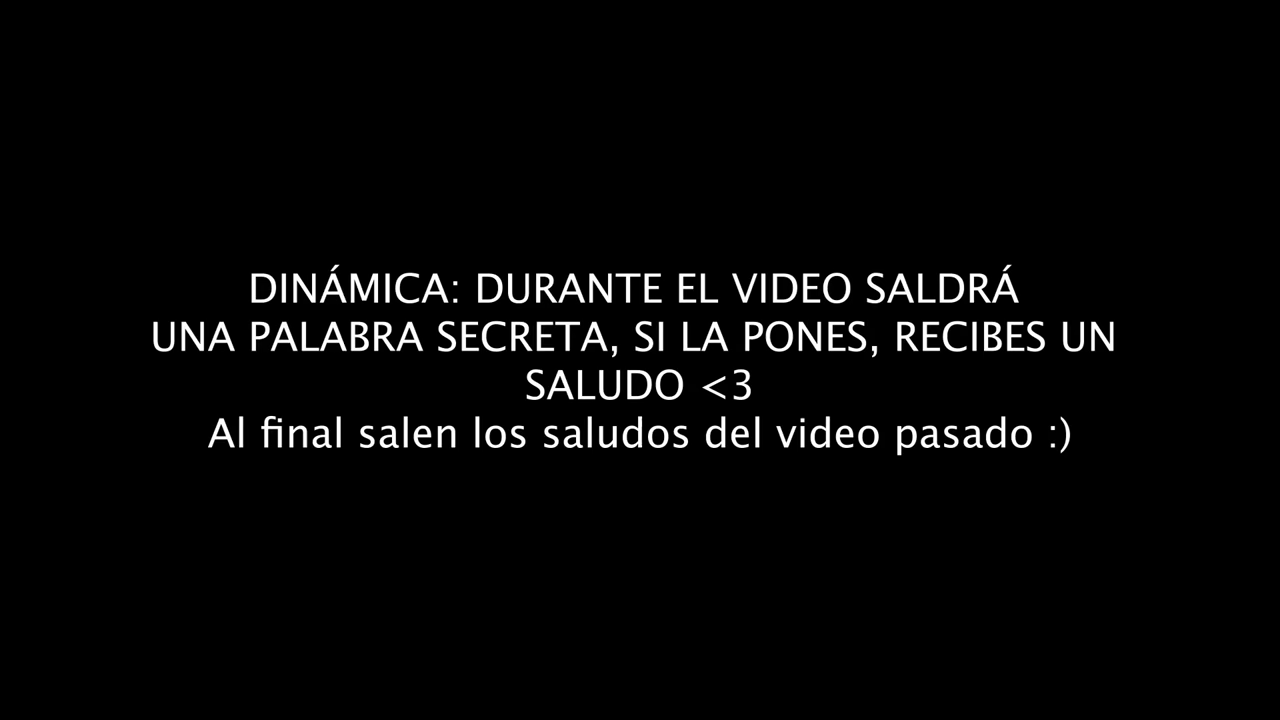 DINÁMICA: DURANTE EL VIDEO SALDRÁ
UNA PALABRA SECRETA, SI LA PONES, RECIBES UN
SALUDO <3
Al final salen los saludos del video pasado :)